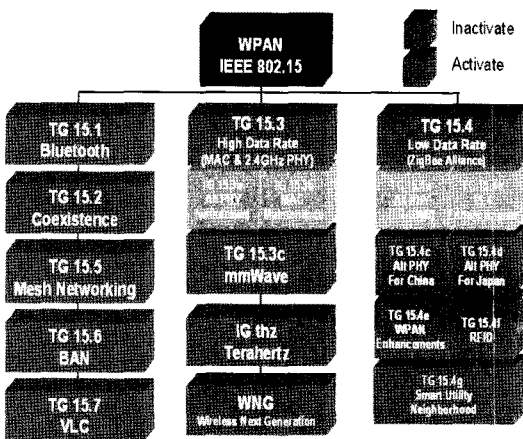 WPAN
IEEE 802.15
Inactivate
Activate
TG 15.1
Bluetooth
TG 15.2
Coexistence
TG 15.5
Mesh Networking
TG 15.6
BAN
TG 15.7
VLC
TG 15.3
High Data Rate
(MAC & 2.4GHz PHY)
TG 15.3c
mmWave
IG thz
Terahertz
WNG
Wireless Next Generation
TG 15.4
Low Data Rate
(ZigBee Alliance)
TG 15.4c
Alt PHY
For China
TG 15.4d
Alt PHY
For Japan
TG 15.4e
WPAN
Enhancements
TG 15.4f
RFID
TG 15.4g
Smart Utility
Neighborhood